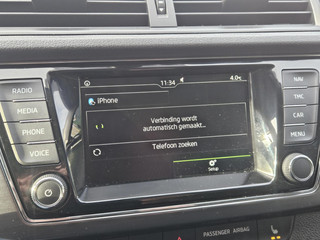 RADIO
MEDIA
PHONE
VOICE
11:34
4.0°C
iPhone
Verbinding wordt
automatisch gemaakt...
Telefoon zoeken
Setup
NAV
TMC
CAR
MENU
PASSENGER AIRBAG